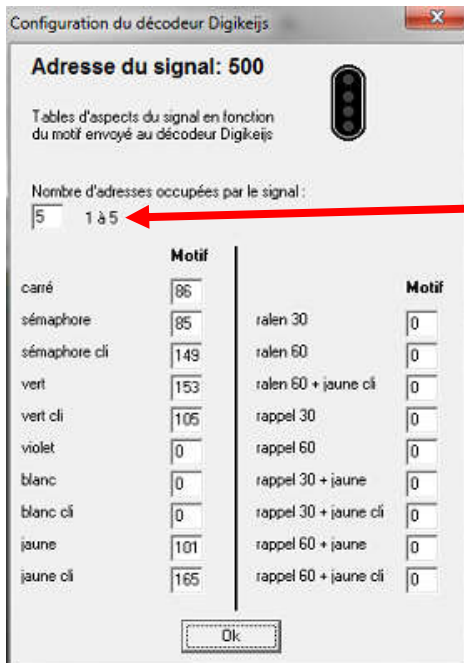 Configuration du décodeur Digikeijs
Adresse du signal: 500
Tables d'aspects du signal en fonction
du motif envoyé au décodeur Digikeijs
Nombre d'adresses occupées par le signal :
5 1 à 5
Motif
carré 86
sémaphore 85
sémaphore cli 149
vert 153
vert cli 105
violet 0
blanc 0
blanc cli 0
jaune 101
jaune cli 165
Motif
ralen 30 0
ralen 60 0
ralen 60 + jaune cli 0
rappel 30 0
rappel 60 0
rappel 30 + jaune 0
rappel 30 + jaune cli 0
rappel 60 + jaune 0
rappel 60 + jaune cli 0
Ok